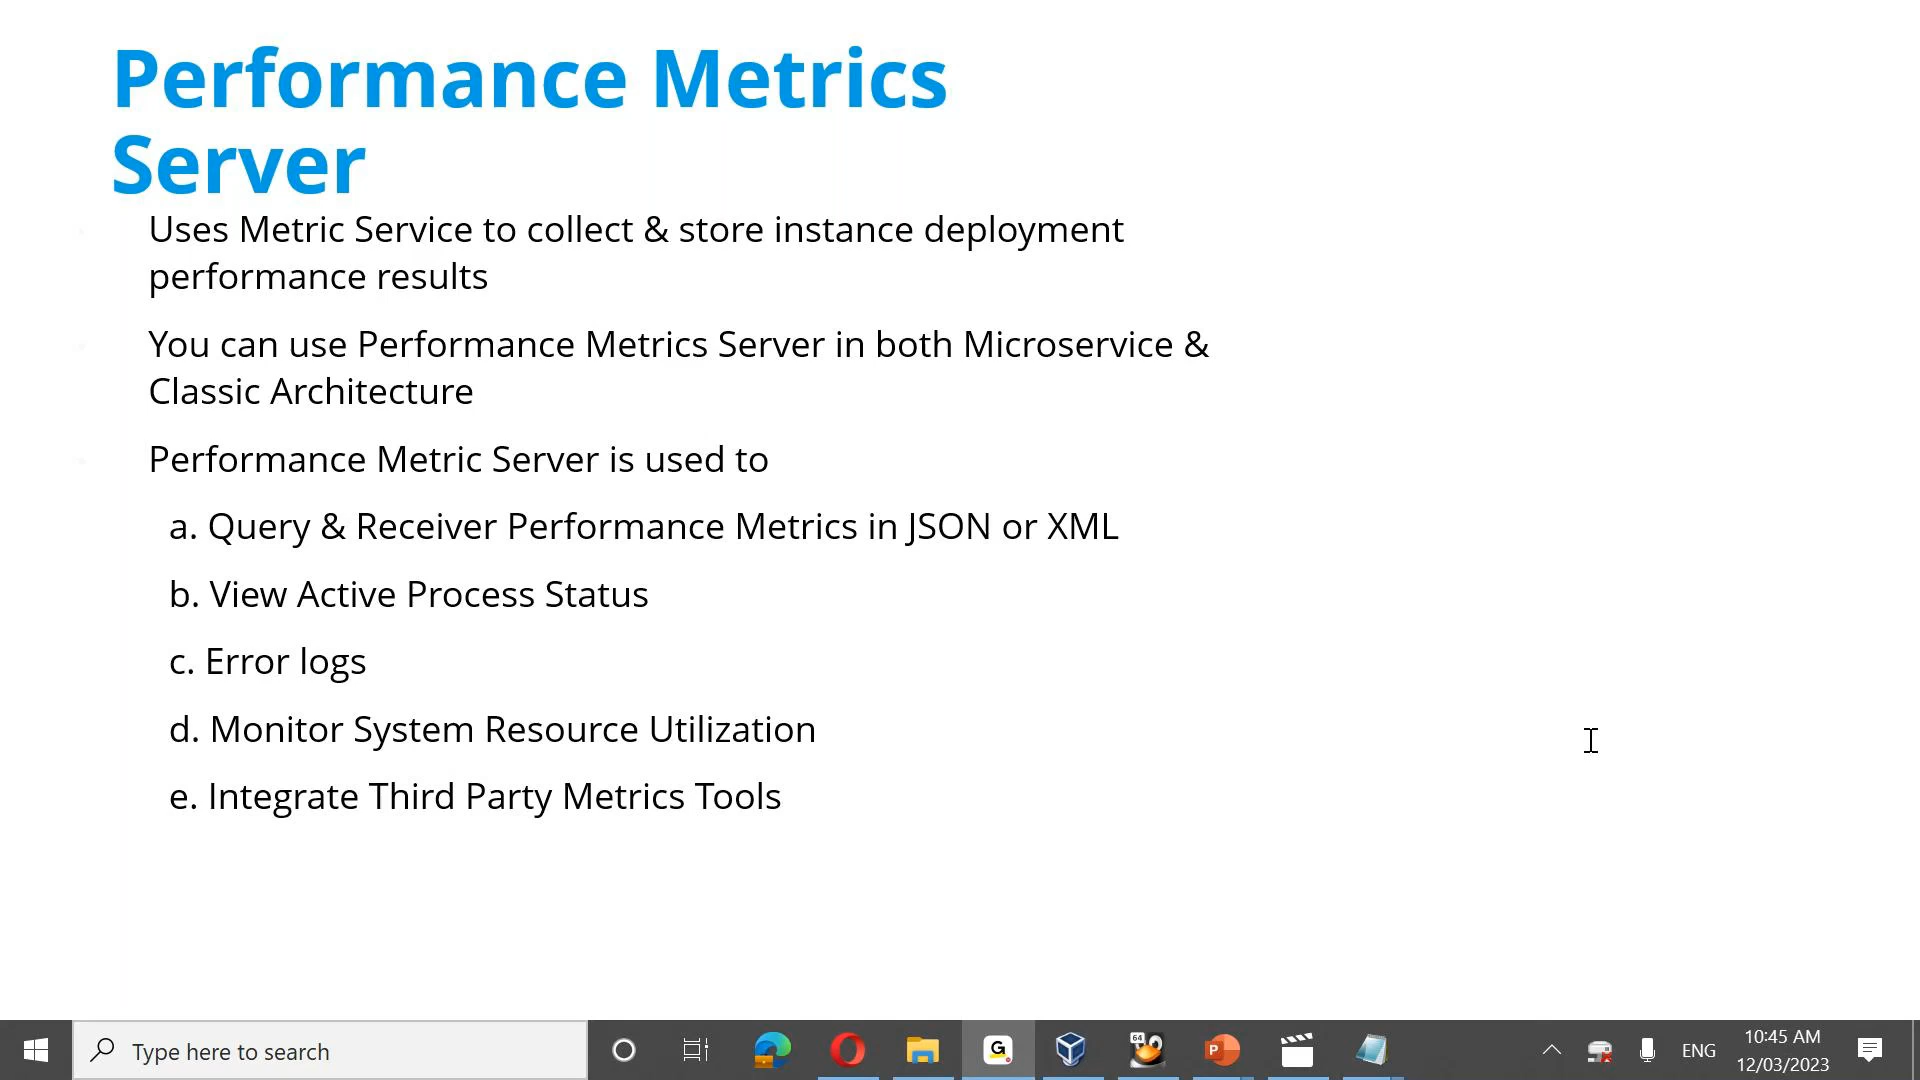 Performance Metrics
Server
Uses Metric Service to collect & store instance deployment
performance results
You can use Performance Metrics Server in both Microservice &
Classic Architecture
Performance Metric Server is used to
a. Query & Receiver Performance Metrics in JSON or XML
b. View Active Process Status
c. Error logs
d. Monitor System Resource Utilization
e. Integrate Third Party Metrics Tools
Type here to search
G
64
P
ENG
10:45 AM
12/03/2023